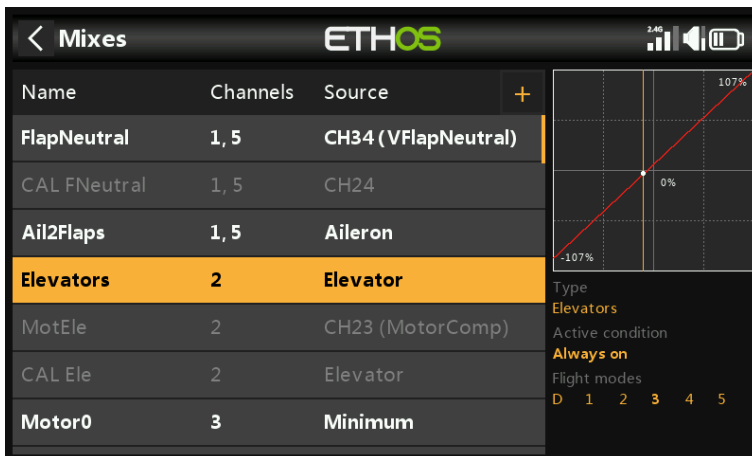 Mixes
ETHOS
2.4G
Name Channels Source +
FlapNeutral 1, 5 CH34 (VFlapNeutral)
CAL FNeutral 1, 5 CH24
Ail2Flaps 1, 5 Aileron
Elevators 2 Elevator
MotEle 2 CH23 (MotorComp)
CAL Ele 2 Elevator
Motor0 3 Minimum
107%
0%
-107%
Type
Elevators
Active condition
Always on
Flight modes
D 1 2 3 4 5